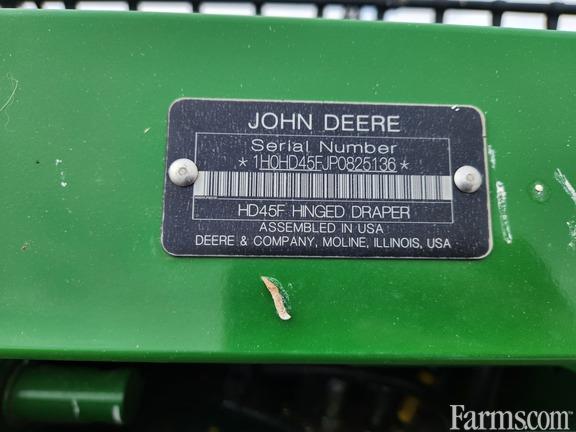 JOHN DEERE
Serial Number
*1H0HD45FJP0825136*
HD45F HINGED DRAPER
ASSEMBLED IN USA
DEERE & COMPANY, MOLINE, ILLINOIS, USA
Farms.com